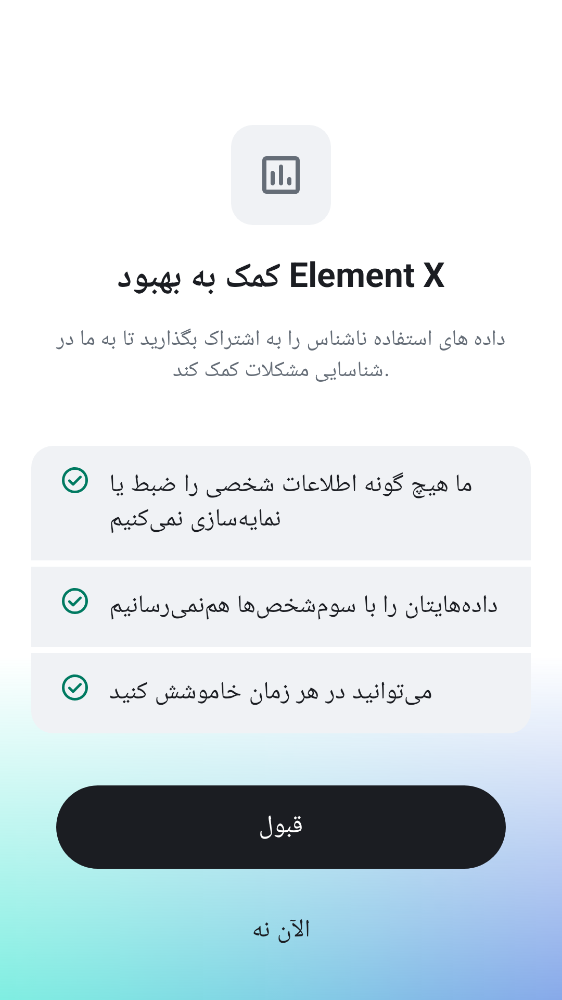 کمک به بهبود Element X
داده های استفاده ناشناس را به اشتراک بگذارید تا به ما در
شناسایی مشکلات کمک کند.
ما هیچ گونه اطلاعات شخصی را ضبط یا
نمایه‌سازی نمی‌کنیم
داده‌هایتان را با سوم‌شخص‌ها هم‌نمی‌رسانیم
می‌توانید در هر زمان خاموشش کنید
قبول
الآن نه